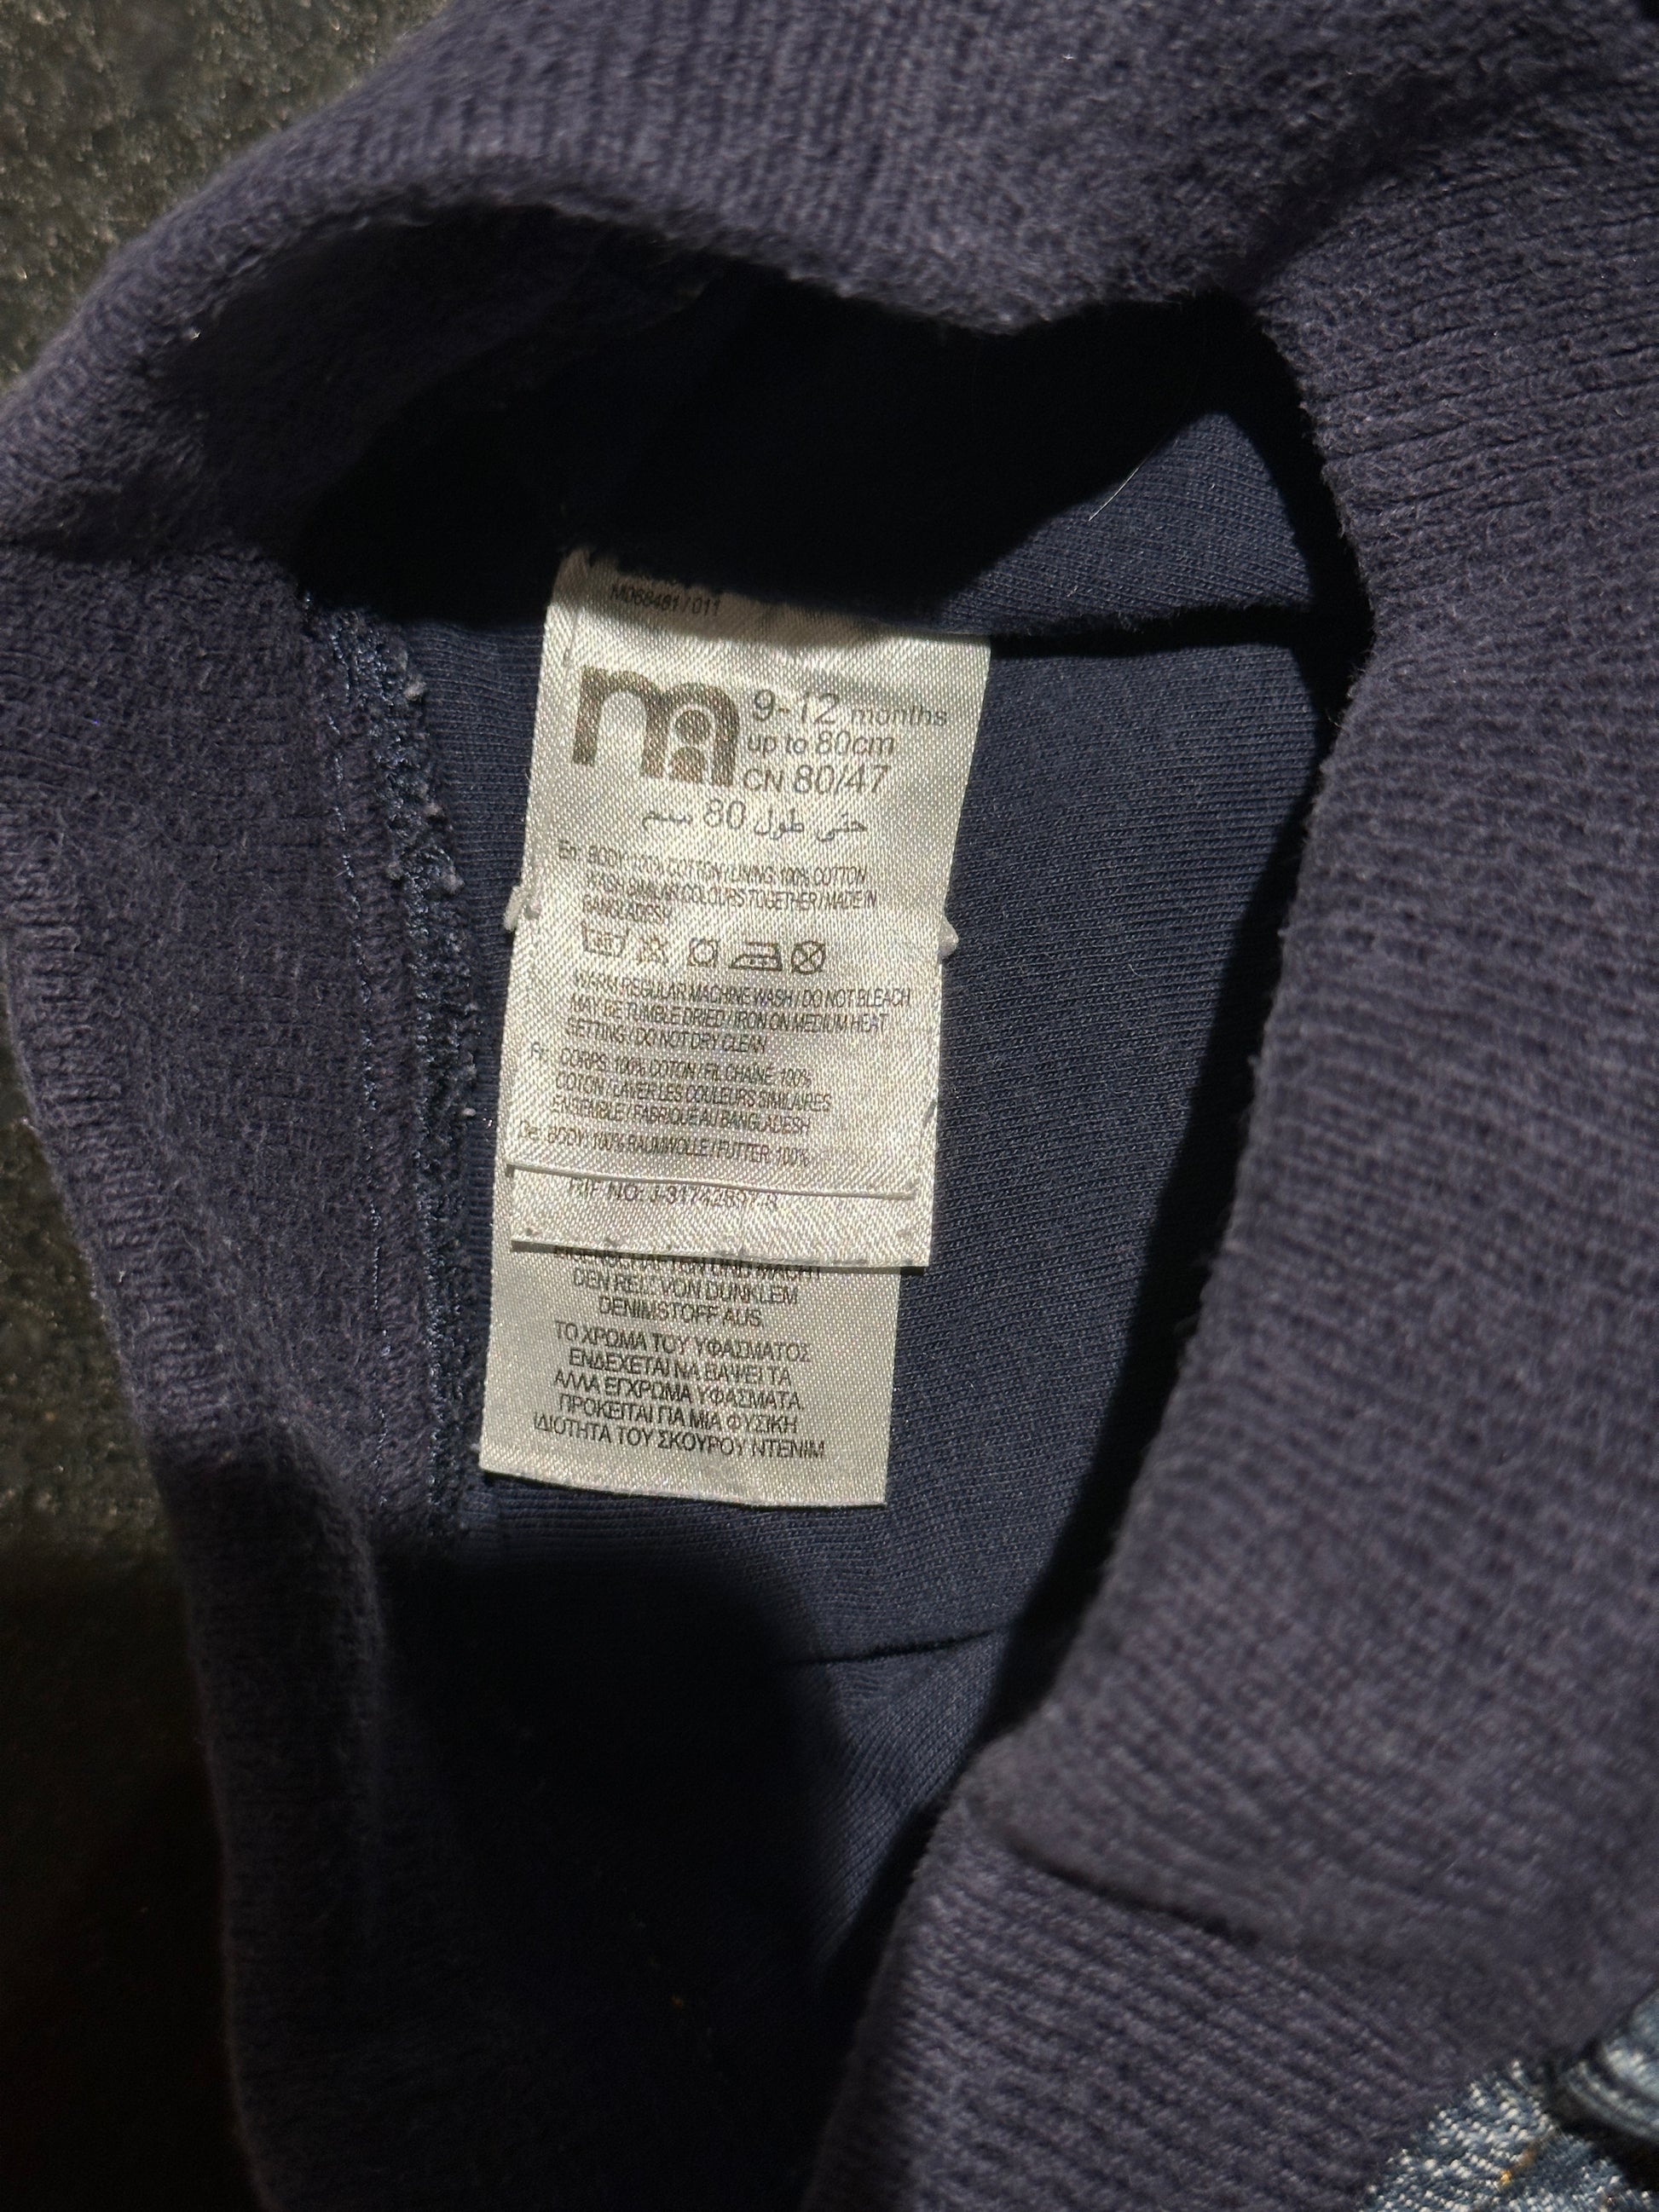 M068481/011
9-12 months
up to 80cm
CN 80/47
حتى طول 80 سم
En: BODY 100% COTTON / LINING 100% COTTON
WASH SIMILAR COLOURS TOGETHER / MADE IN
BANGLADESH
WARM REGULAR MACHINE WASH / DO NOT BLEACH
MAY BE TUMBLE DRIED / IRON ON MEDIUM HEAT
SETTING / DO NOT DRY CLEAN
Fr: CORPS: 100% COTON / FIL CHAINE: 100%
COTON / LAVER LES COULEURS SIMILAIRES
ENSEMBLE / FABRIQUE AU BANGLADESH
De: BODY: 100% BAUMWOLLE / FUTTER: 100%
RIF NO: J-31742897-8
DEN REIZ VON DUNKLEM
DENIMSTOFF AUS
ΤΟ ΧΡΩΜΑ ΤΟΥ ΥΦΑΣΜΑΤΟΣ
ΕΝΔΕΧΕΤΑΙ ΝΑ ΒΑΨΕΙ ΤΑ
ΑΛΛΑ ΕΓΧΡΩΜΑ ΥΦΑΣΜΑΤΑ.
ΠΡΟΚΕΙΤΑΙ ΓΙΑ ΜΙΑ ΦΥΣΙΚΗ
ΙΔΙΟΤΗΤΑ ΤΟΥ ΣΚΟΥΡΟΥ ΝΤΕΝΙΜ